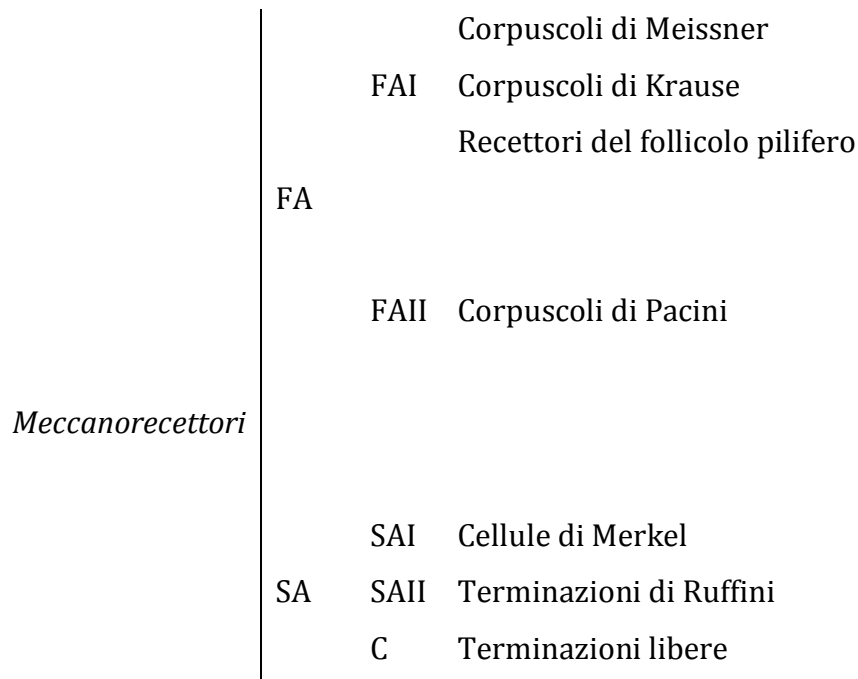 Corpuscoli di Meissner
FAI Corpuscoli di Krause
Recettori del follicolo pilifero
FA
FAII Corpuscoli di Pacini
Meccanorecettori
SAI Cellule di Merkel
SA SAII Terminazioni di Ruffini
C Terminazioni libere